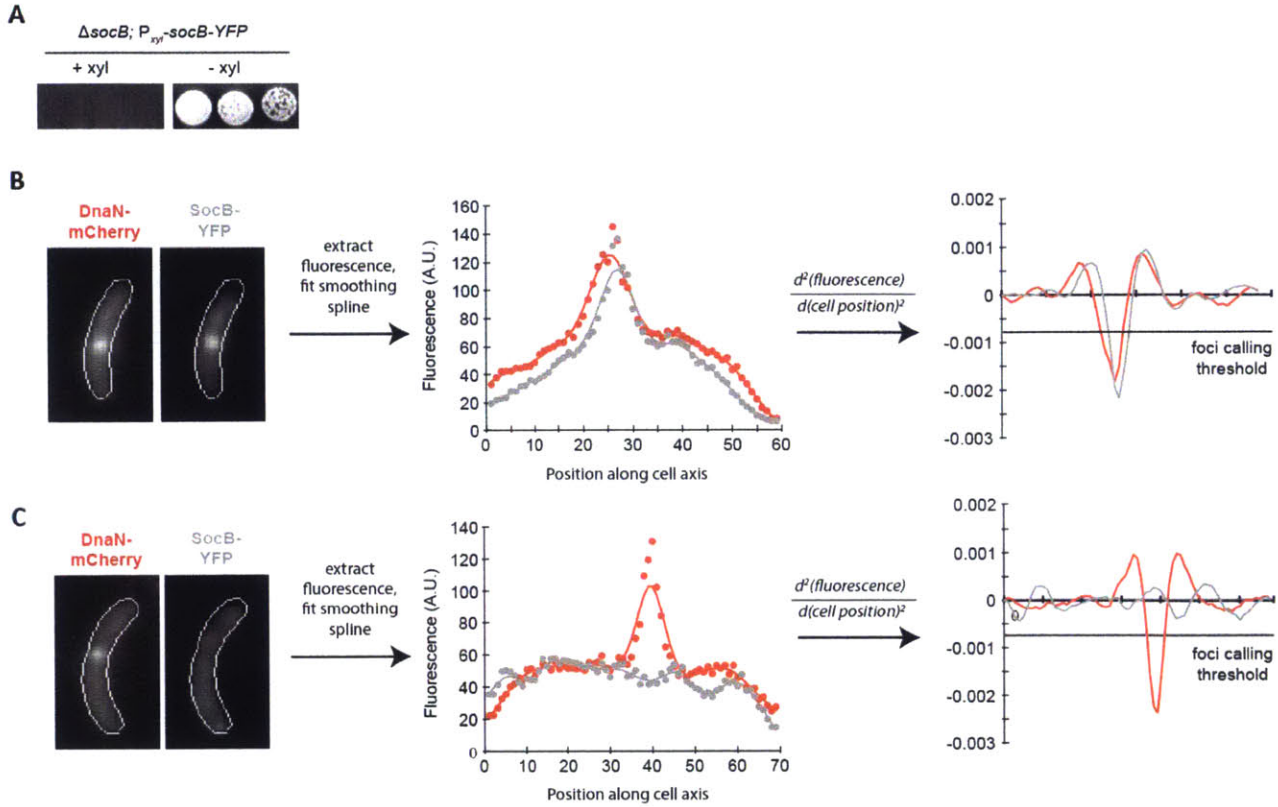 A
ΔsocB; Pxyl-socB-YFP
+ xyl - xyl
B
DnaN-
mCherry
SocB-
YFP
extract
fluorescence,
fit smoothing
spline
Fluorescence (A.U.)
160
140
120
100
80
60
40
20
0
0 10 20 30 40 50 60
Position along cell axis
d²(fluorescence)
d(cell position)²
0.002
0.001
0
-0.001
-0.002
-0.003
foci calling
threshold
C
DnaN-
mCherry
SocB-
YFP
extract
fluorescence,
fit smoothing
spline
Fluorescence (A.U.)
140
120
100
80
60
40
20
0
0 10 20 30 40 50 60 70
Position along cell axis
d²(fluorescence)
d(cell position)²
0.002
0.001
0
0
-0.001
-0.002
-0.003
foci calling
threshold